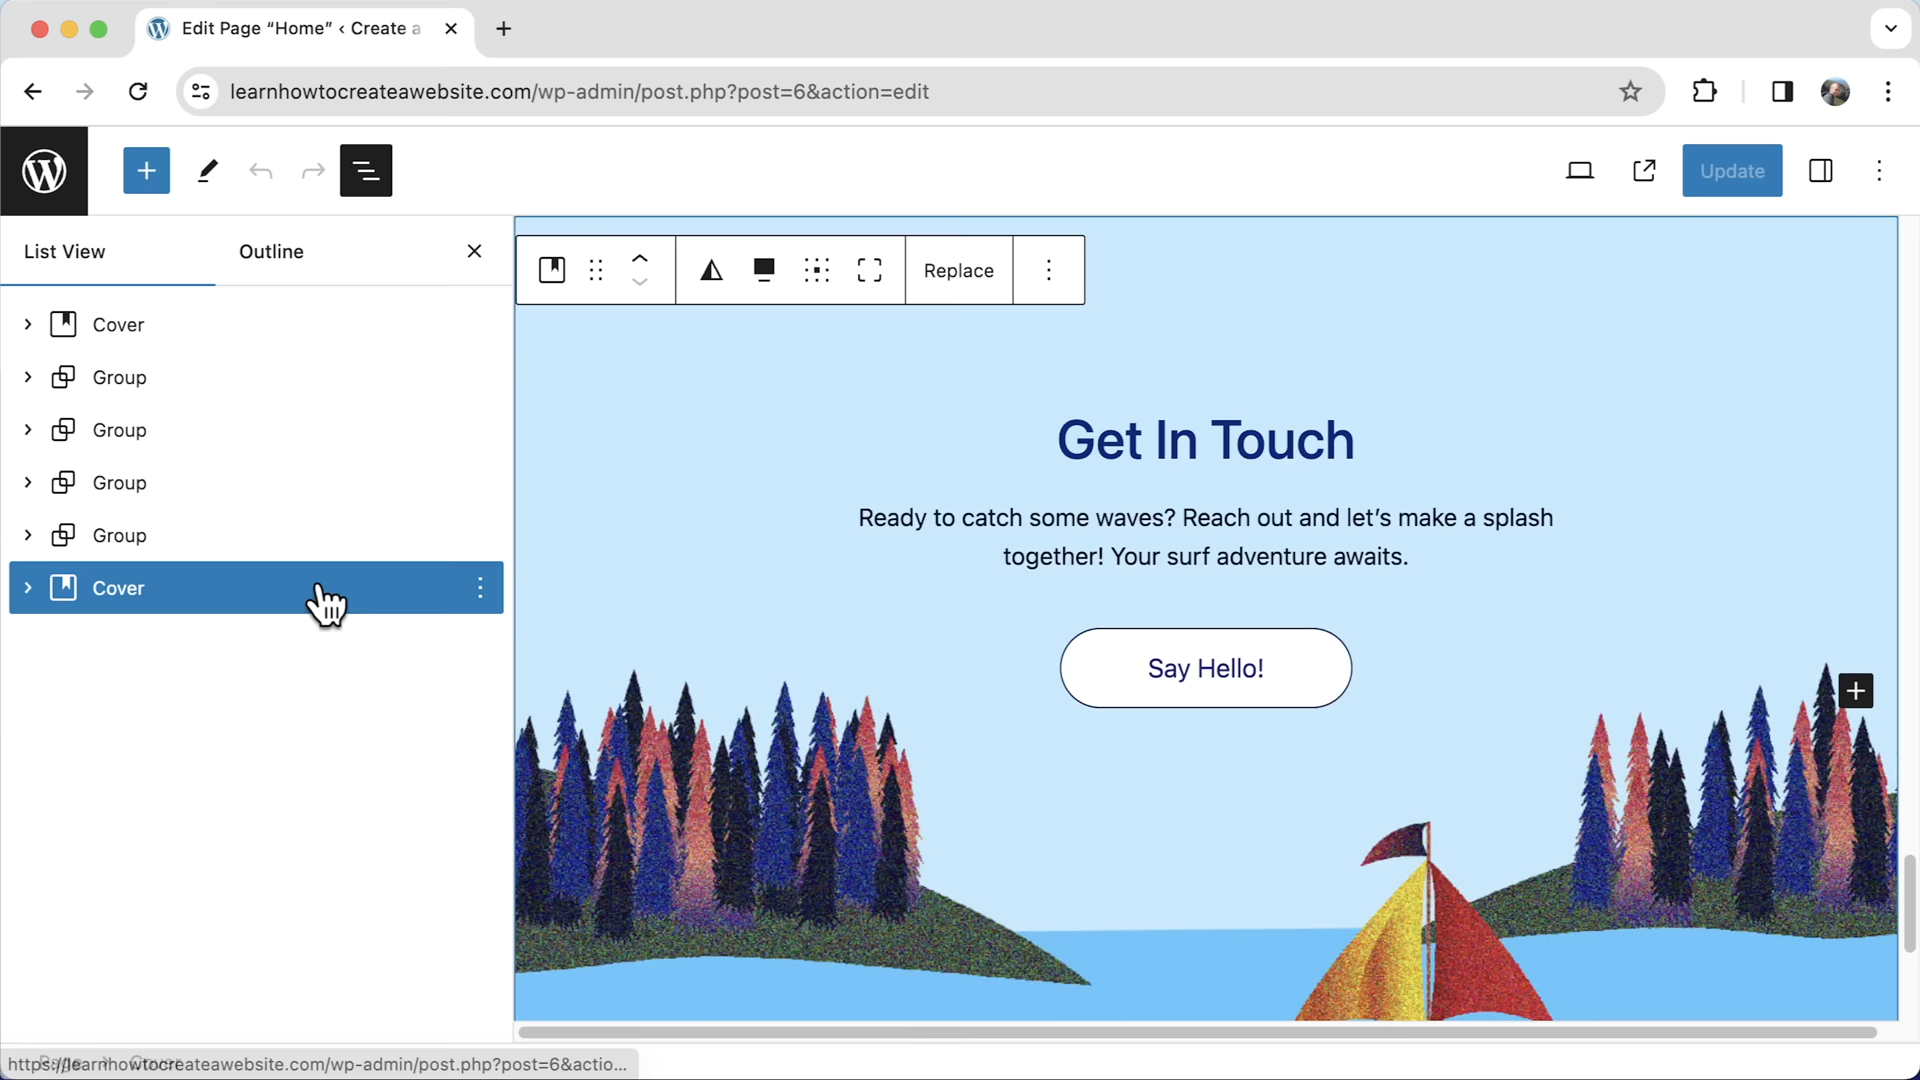 Edit Page “Home” ‹ Create a
learnhowtocreateawebsite.com/wp-admin/post.php?post=6&action=edit
Update
List View
Outline
Replace
Cover
Group
Group
Group
Group
Cover
Get In Touch
Ready to catch some waves? Reach out and let’s make a splash
together! Your surf adventure awaits.
Say Hello!
https://learnhowtocreateawebsite.com/wp-admin/post.php?post=6&actio...